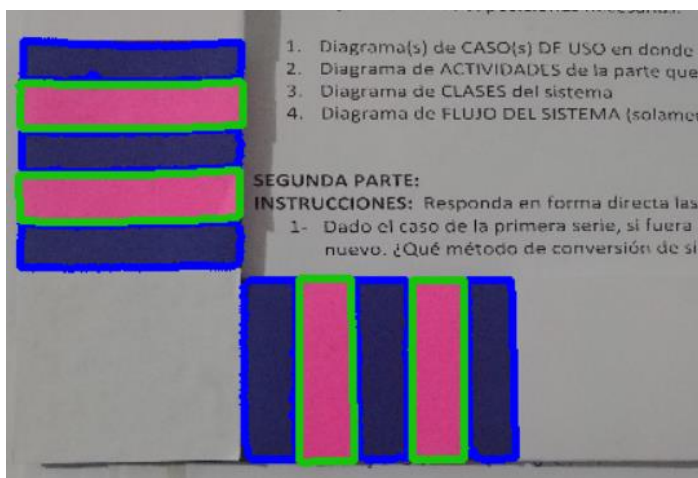 1. Diagrama(s) de CASO(s) DE USO en donde
2. Diagrama de ACTIVIDADES de la parte que
3. Diagrama de CLASES del sistema
4. Diagrama de FLUJO DEL SISTEMA (solamen
SEGUNDA PARTE:
INSTRUCCIONES: Responda en forma directa las
1- Dado el caso de la primera serie, si fuera
nuevo. ¿Qué método de conversión de si